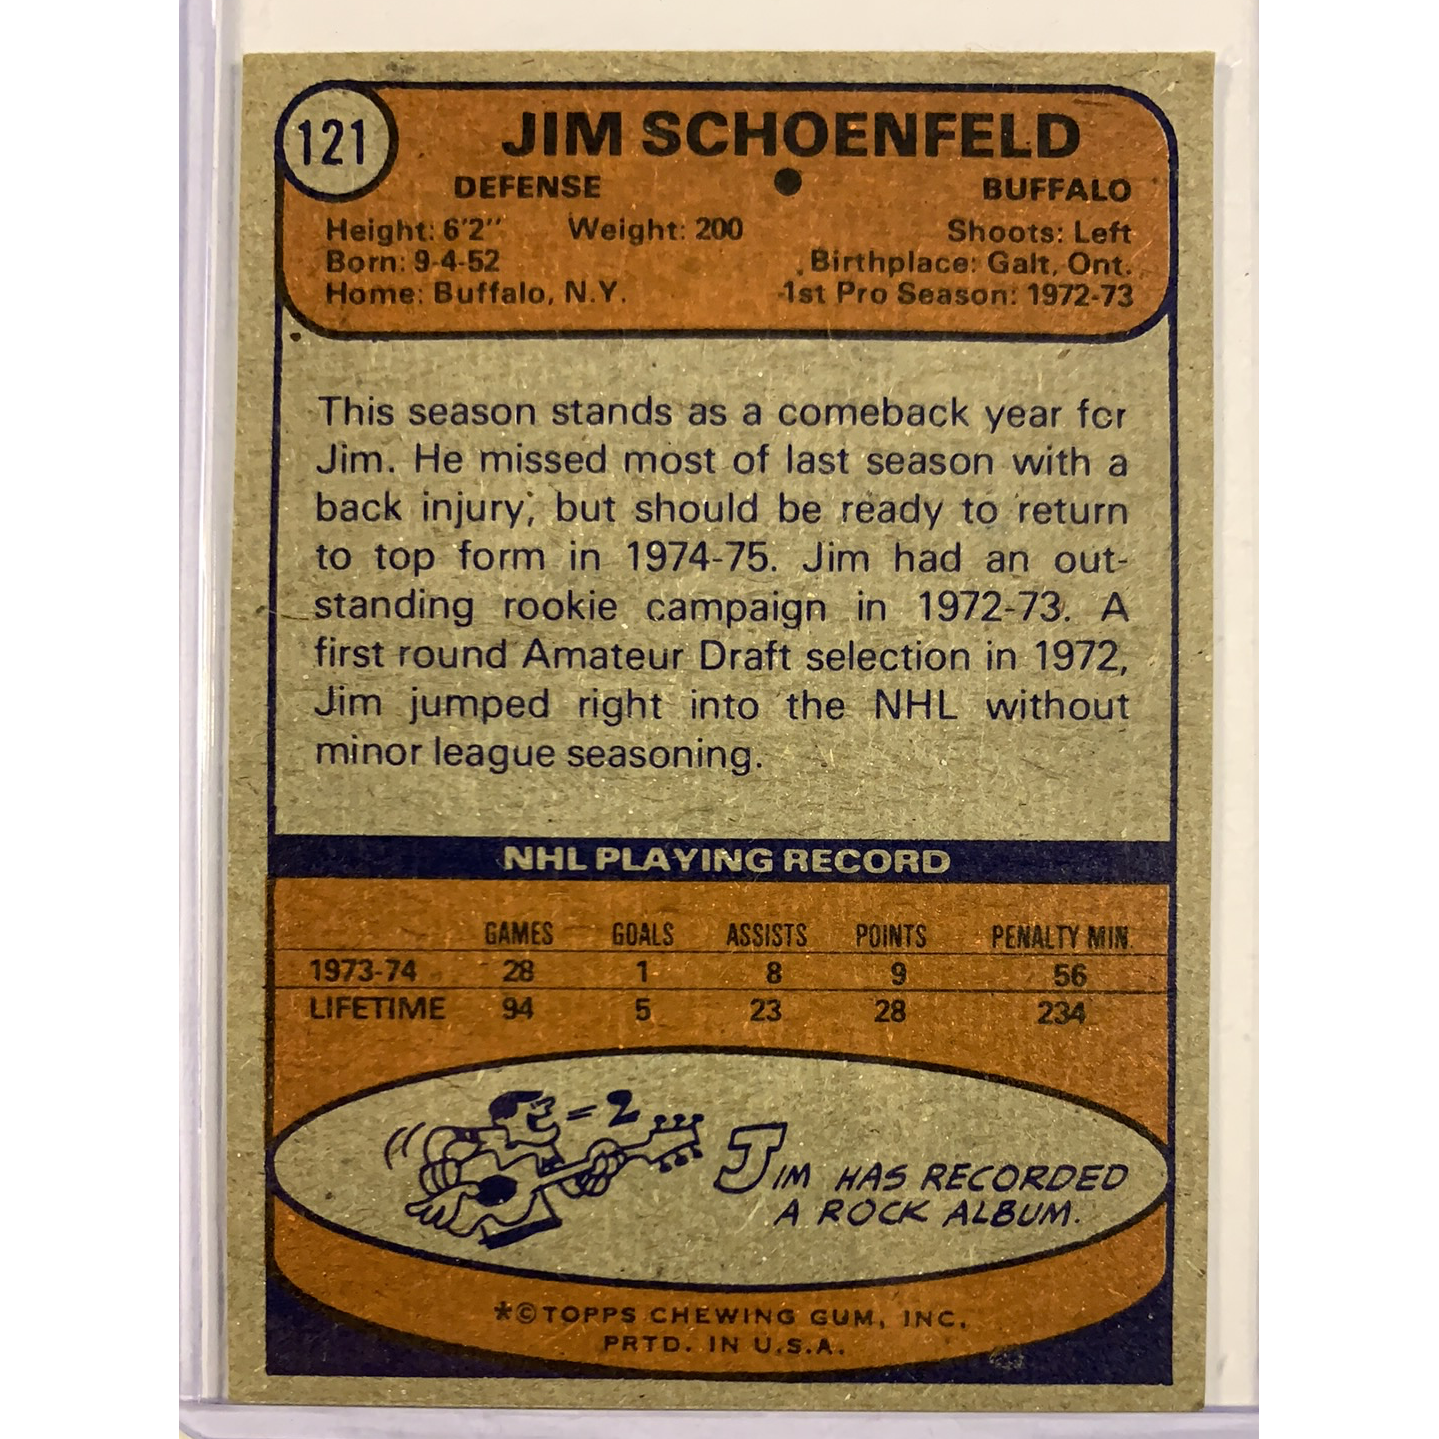 121
JIM SCHOENFELD
DEFENSE ● BUFFALO
Height: 6'2" Weight: 200 Shoots: Left
Born: 9-4-52 Birthplace: Galt, Ont.
Home: Buffalo, N.Y. 1st Pro Season: 1972-73
This season stands as a comeback year for
Jim. He missed most of last season with a
back injury, but should be ready to return
to top form in 1974-75. Jim had an out-
standing rookie campaign in 1972-73. A
first round Amateur Draft selection in 1972,
Jim jumped right into the NHL without
minor league seasoning.
NHL PLAYING RECORD
GAMES GOALS ASSISTS POINTS PENALTY MIN.
1973-74 28 1 8 9 56
LIFETIME 94 5 23 28 234
JIM HAS RECORDED
A ROCK ALBUM.
*©TOPPS CHEWING GUM, INC.
PRTD. IN U.S.A.